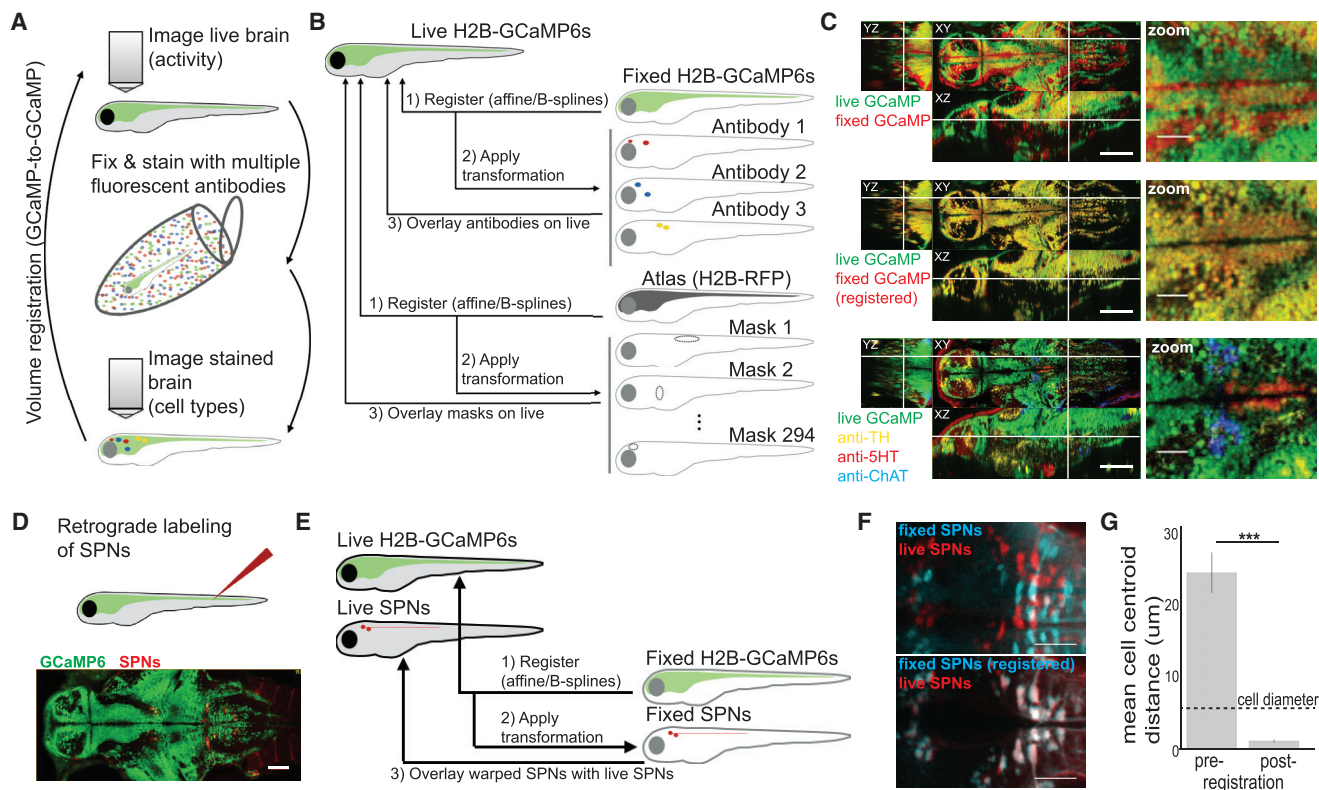 A
Image live brain
(activity)
Fix & stain with multiple
fluorescent antibodies
Volume registration (GCaMP-to-GCaMP)
Image stained
brain
(cell types)
B
Live H2B-GCaMP6s
1) Register (affine/B-splines)
Fixed H2B-GCaMP6s
Antibody 1
2) Apply
transformation
Antibody 2
Antibody 3
3) Overlay antibodies on live
Atlas (H2B-RFP)
1) Register (affine/B-splines)
Mask 1
2) Apply
transformation
Mask 2
3) Overlay masks on live
Mask 294
C
YZ
XY
zoom
live GCaMP
fixed GCaMP
XZ
YZ
XY
zoom
live GCaMP
fixed GCaMP
(registered)
XZ
YZ
XY
zoom
live GCaMP
anti-TH
anti-5HT
anti-ChAT
XZ
D
Retrograde labeling
of SPNs
GCaMP6 SPNs
E
Live H2B-GCaMP6s
Live SPNs
1) Register
(affine/B-splines)
Fixed H2B-GCaMP6s
2) Apply
transformation
Fixed SPNs
3) Overlay warped SPNs with live SPNs
F
fixed SPNs
live SPNs
fixed SPNs (registered)
live SPNs
G
mean cell centroid
distance (um)
30
20
10
0
***
cell diameter
pre- post-
registration